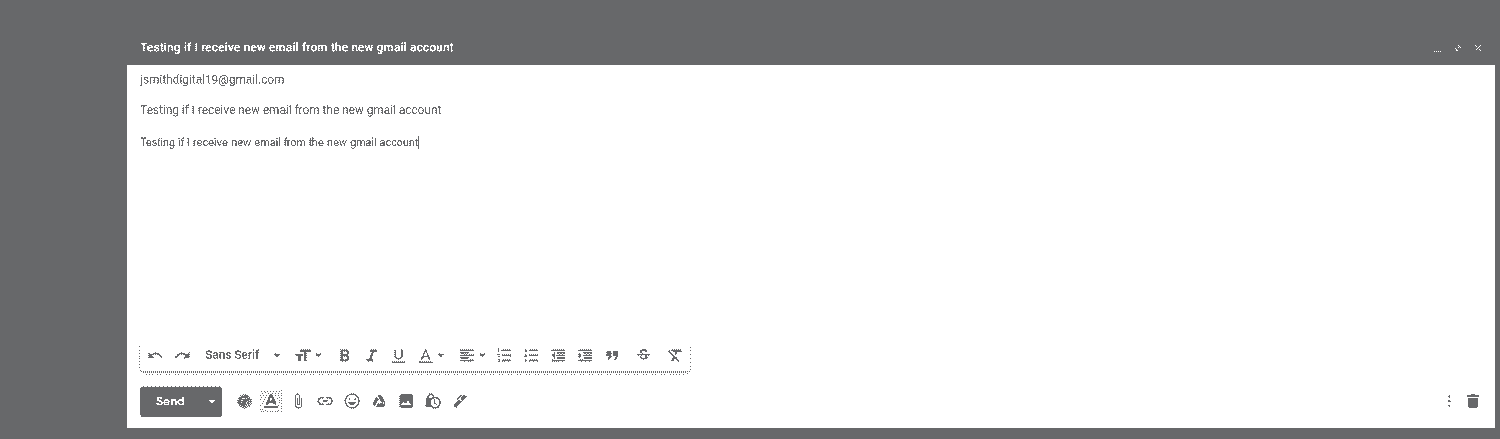 Testing if I receive new email from the new gmail account
jsmithdigital19@gmail.com
Testing if I receive new email from the new gmail account
Testing if I receive new email from the new gmail account
Sans Serif
Send